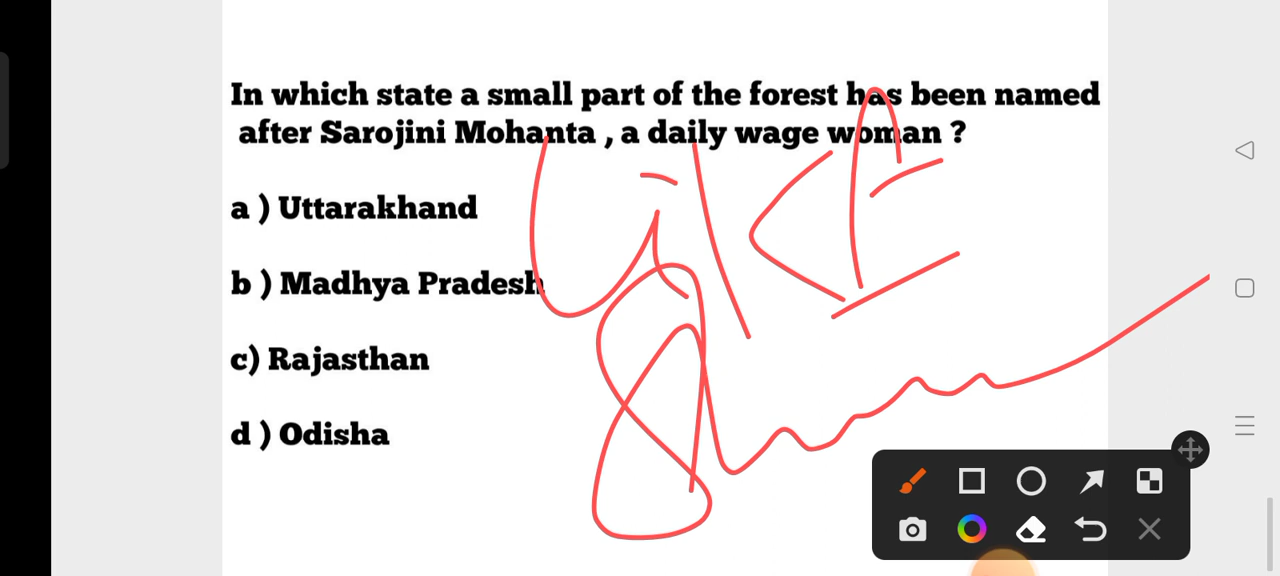 In which state a small part of the forest has been named
after Sarojini Mohanta , a daily wage woman ?
a ) Uttarakhand
b ) Madhya Pradesh
c) Rajasthan
d ) Odisha